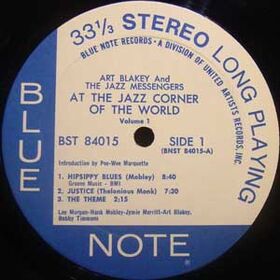 33⅓ STEREO LONG PLAYING
BLUE NOTE RECORDS • A DIVISION OF UNITED ARTISTS RECORDS, INC.
ART BLAKEY And
THE JAZZ MESSENGERS
AT THE JAZZ CORNER
OF THE WORLD
Volume 1
BST 84015 SIDE 1
(BNST 84015-A)
Introduction by Pee-Wee Marquette
1. HIPSIPPY BLUES (Mobley) 8:40
Groove Music - BMI
2. JUSTICE (Thelonious Monk) 7:30
3. THE THEME 2:15
Lee Morgan-Hank Mobley-Jymie Merritt-Art Blakey,
Bobby Timmons
BLUE
NOTE